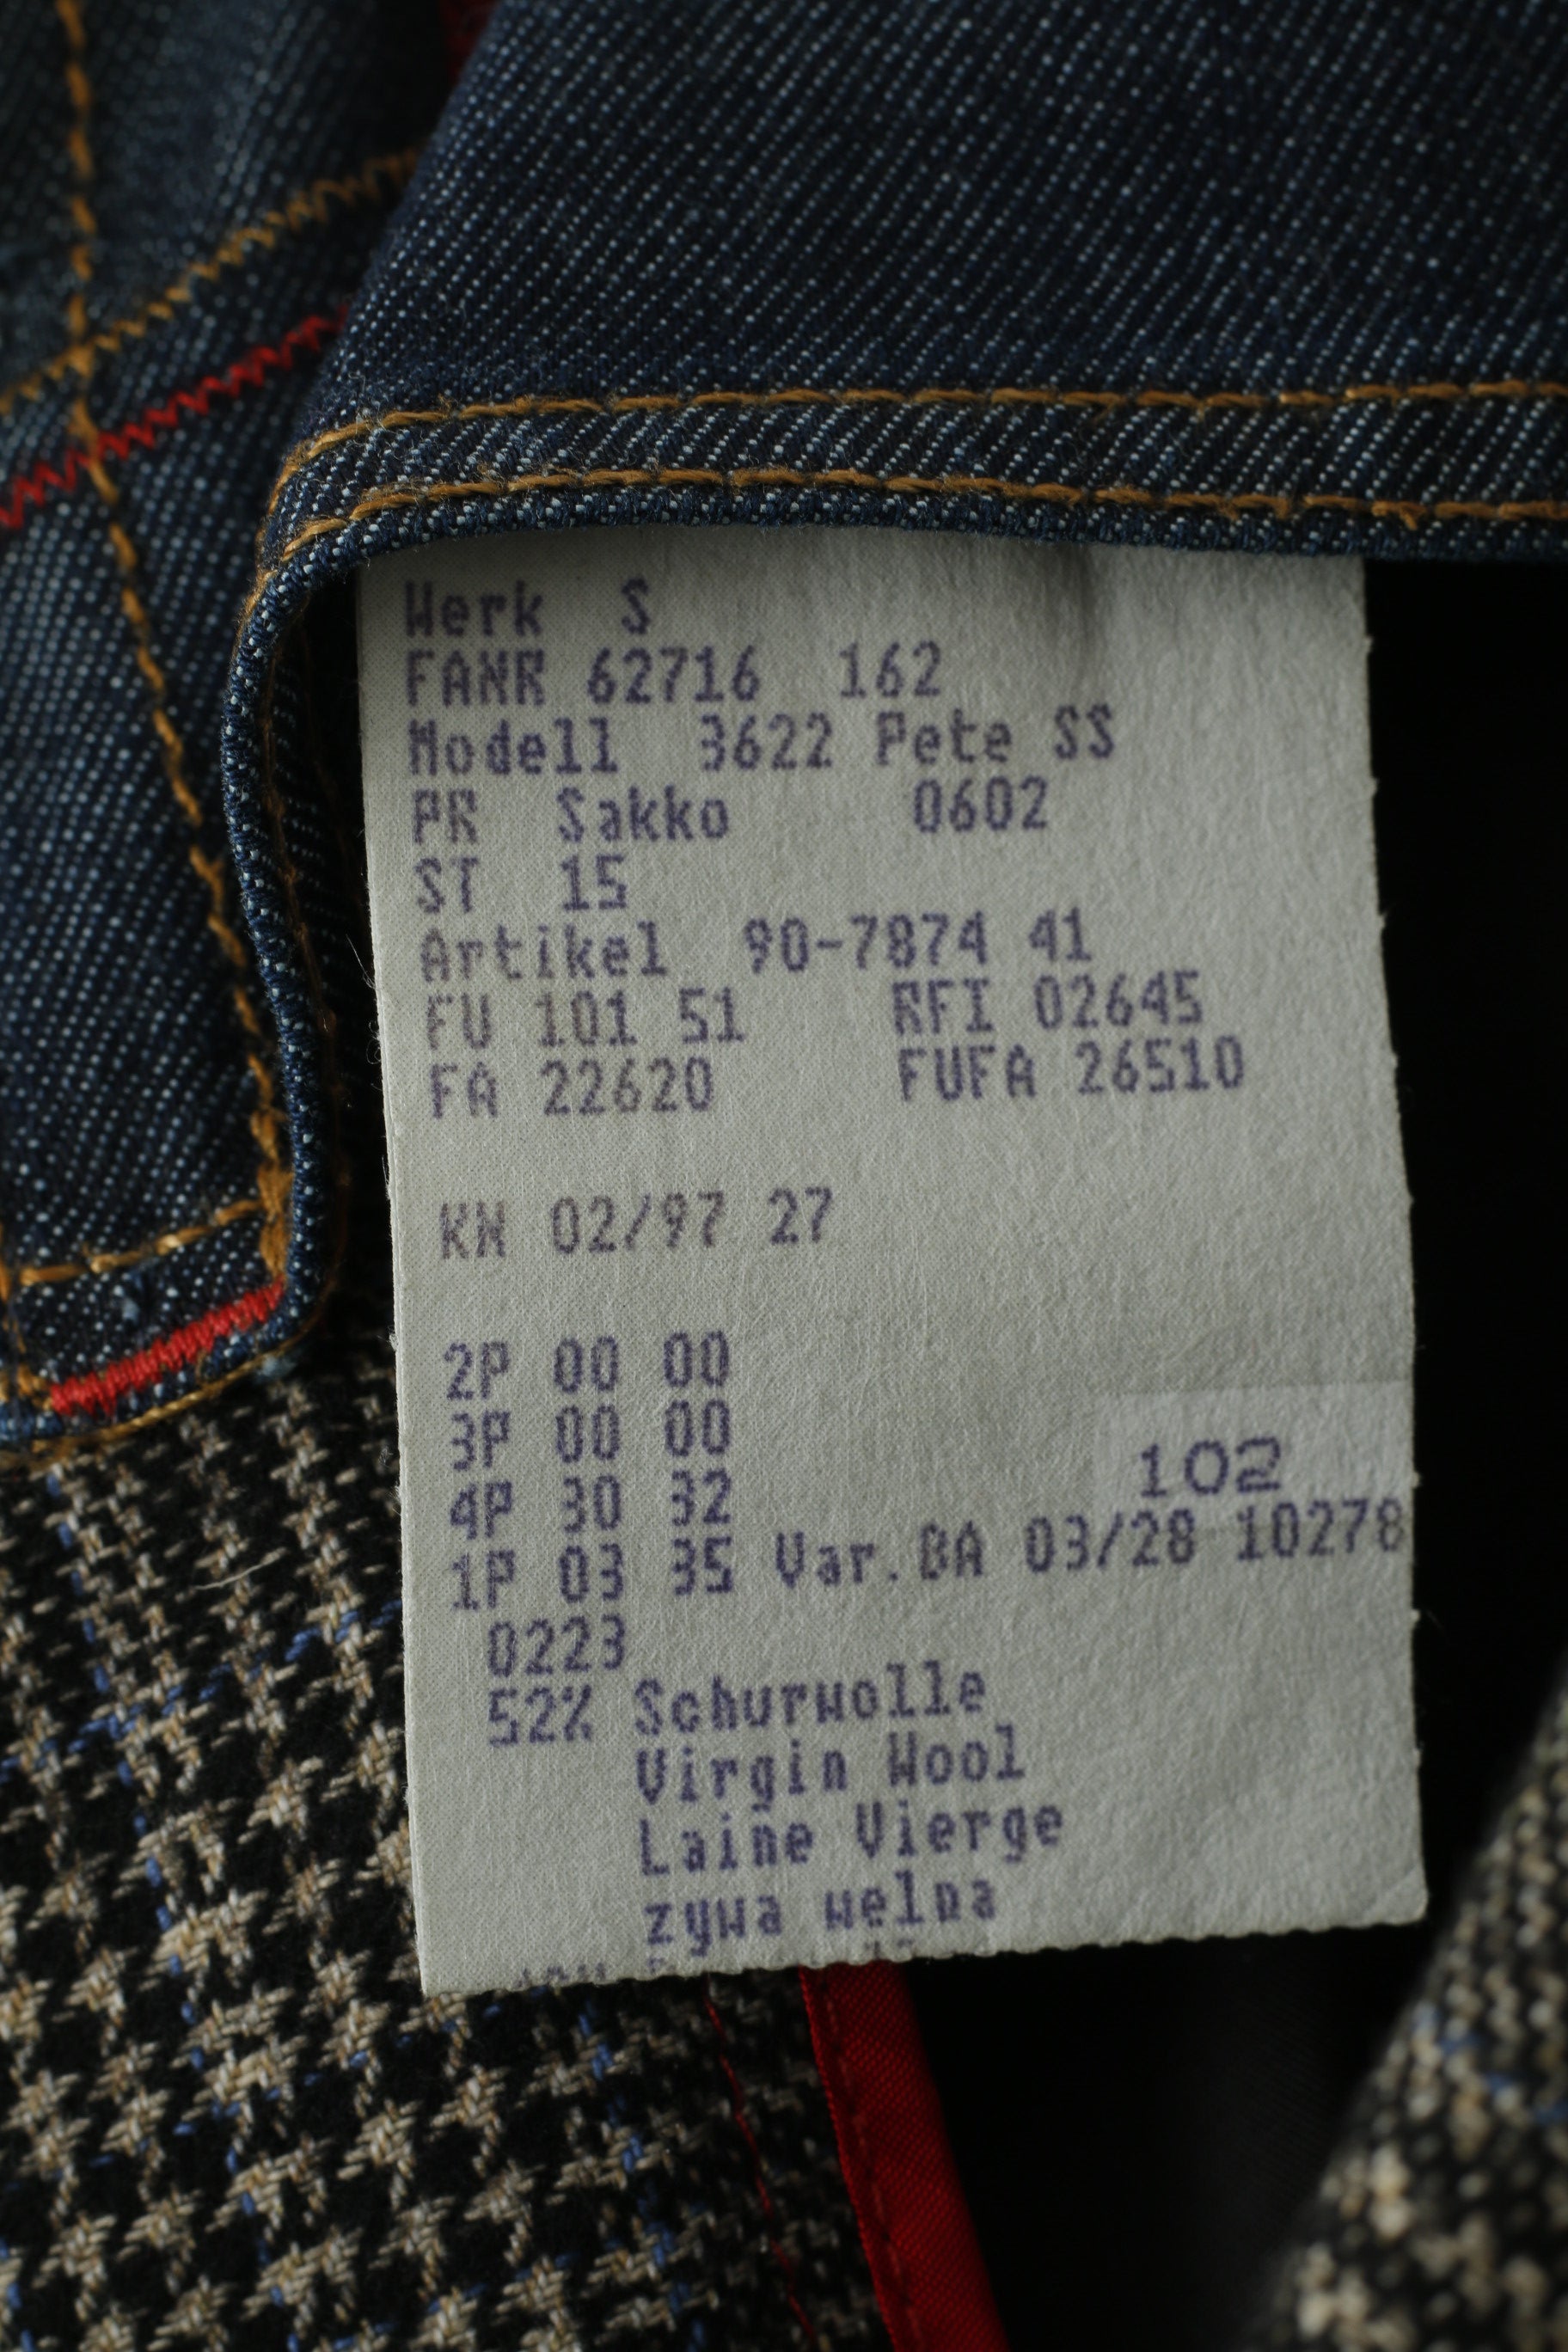 Werk S
FANR 62716 162
Modell 3622 Pete SS
PR Sakko 0602
ST 15
Artikel 90-7874 41
FU 101 51 RFI 02645
FA 22620 FUFA 26510
KW 02/97 27
2P 00 00
3P 00 00
102
4P 30 32
1P 03 35 Var.BA 03/28 10278
0223
52% Schurwolle
Virgin Wool
Laine Vierge
zywa welna